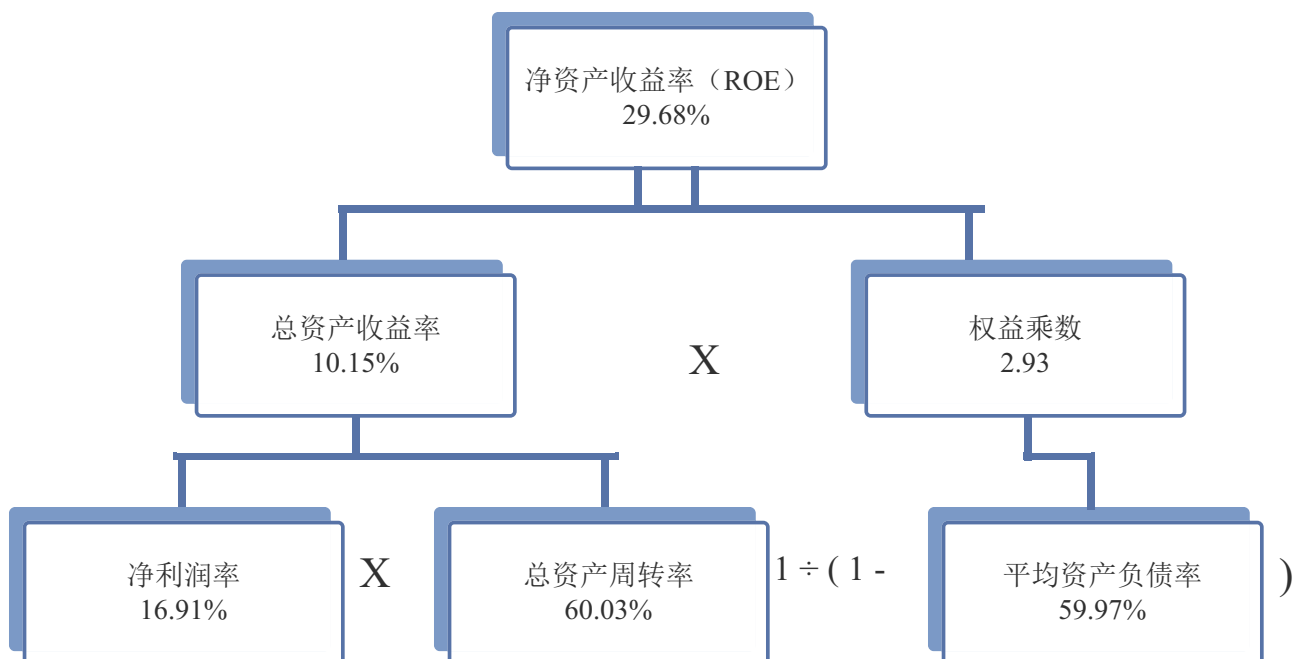 净资产收益率（ROE）
29.68%
总资产收益率
10.15%
X
权益乘数
2.93
净利润率
16.91%
X
总资产周转率
60.03%
1 ÷ ( 1 -
平均资产负债率
59.97%
)